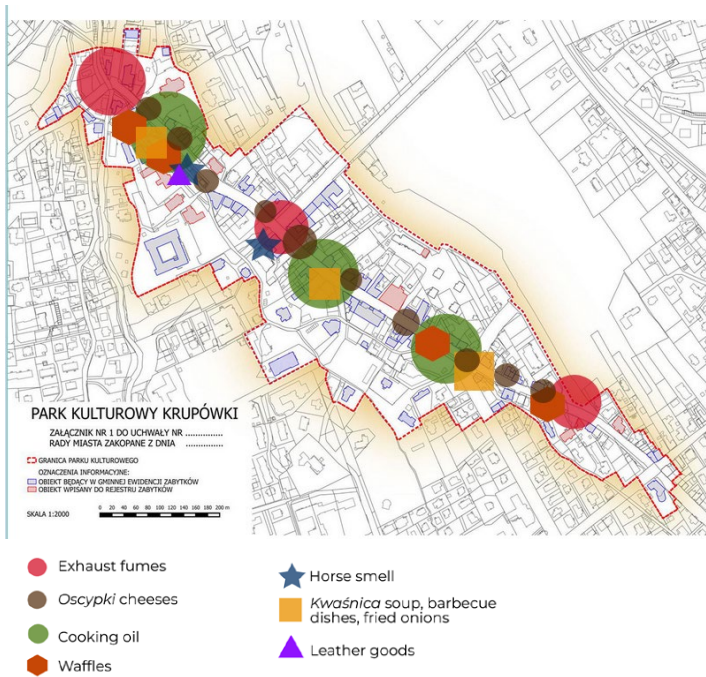 PARK KULTUROWY KRUPÓWKI
ZAŁĄCZNIK NR 1 DO UCHWAŁY NR ...............
RADY MIASTA ZAKOPANE Z DNIA ...............
GRANICA PARKU KULTUROWEGO
OZNACZENIA INFORMACYJNE:
OBIEKT BĘDĄCY W GMINNEJ EWIDENCJI ZABYTKÓW
OBIEKT WPISANY DO REJESTRU ZABYTKÓW
SKALA 1:2000
0 20 40 60 80 100 120 140 160 180 200 m
Exhaust fumes
Oscypki cheeses
Cooking oil
Waffles
Horse smell
Kwaśnica soup, barbecue
dishes, fried onions
Leather goods